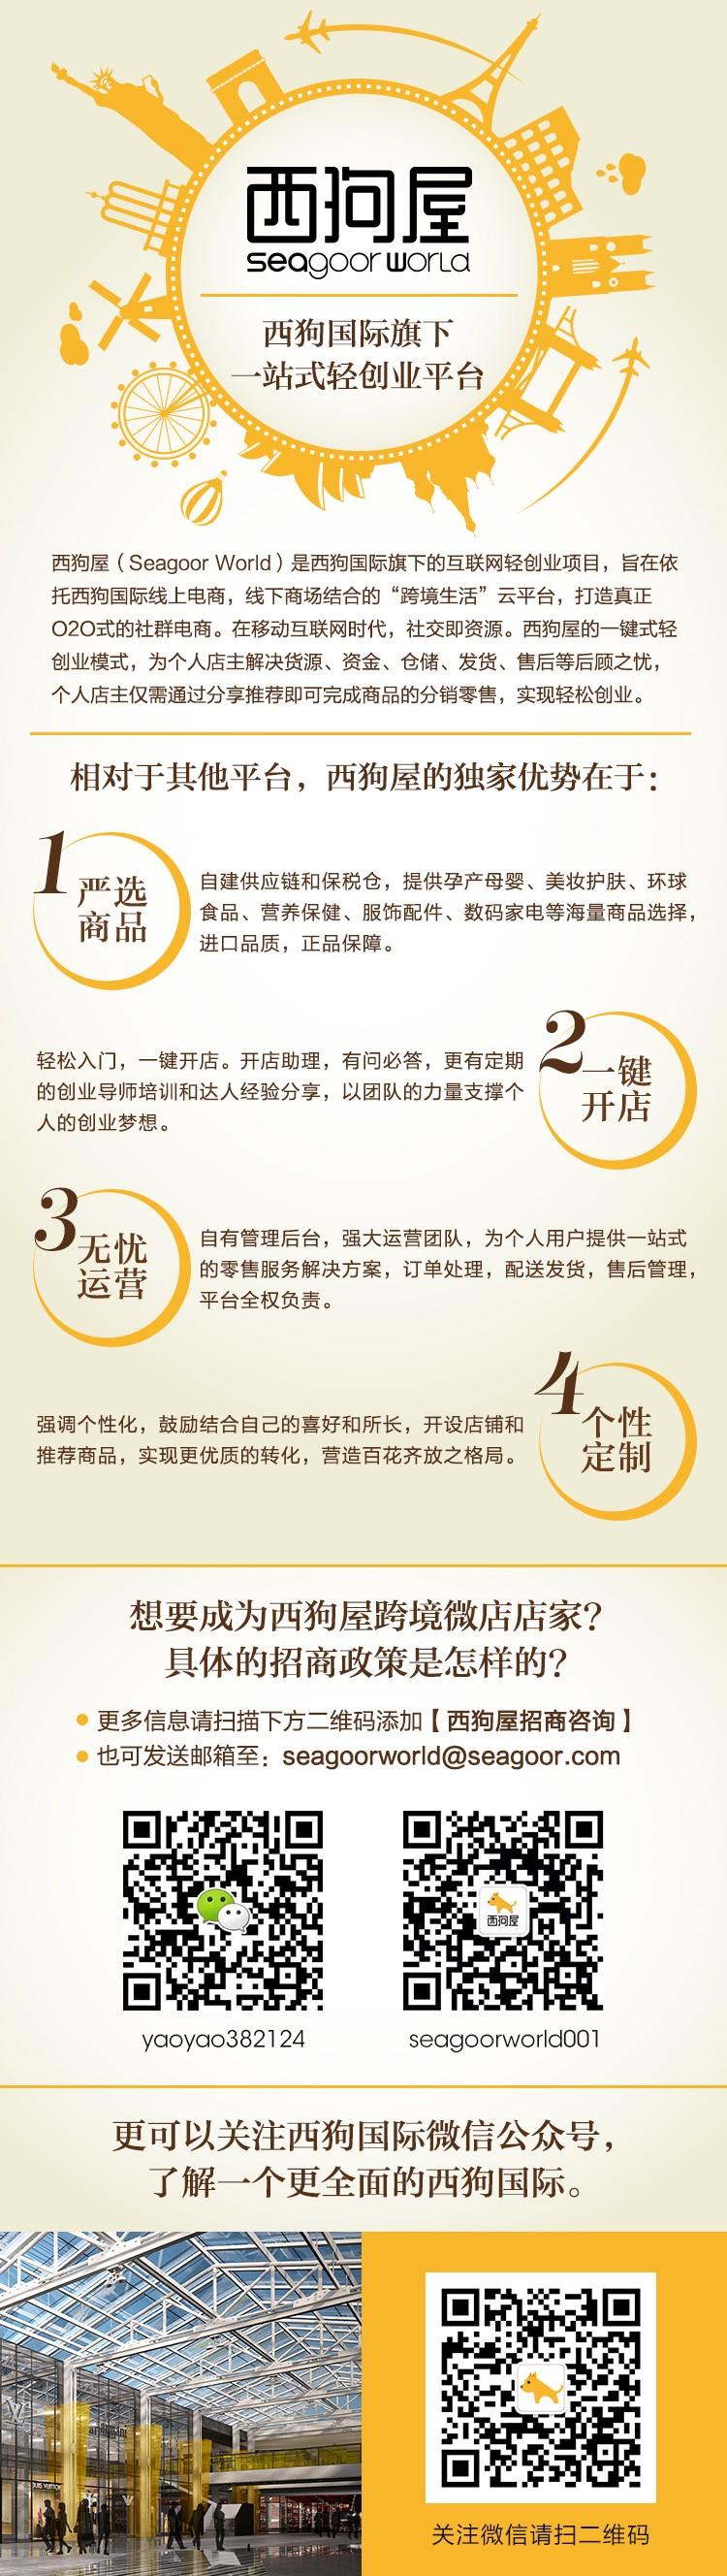 西狗屋
seagoor world
西狗国际旗下
一站式轻创业平台
西狗屋（Seagoor World）是西狗国际旗下的互联网轻创业项目，旨在依
托西狗国际线上电商，线下商场结合的“跨境生活”云平台，打造真正
O2O式的社群电商。在移动互联网时代，社交即资源。西狗屋的一键式轻
创业模式，为个人店主解决货源、资金、仓储、发货、售后等后顾之忧，
个人店主仅需通过分享推荐即可完成商品的分销零售，实现轻松创业。
相对于其他平台，西狗屋的独家优势在于：
1
严选
商品
自建供应链和保税仓，提供孕产母婴、美妆护肤、环球
食品、营养保健、服饰配件、数码家电等海量商品选择，
进口品质，正品保障。
2
一键
开店
轻松入门，一键开店。开店助理，有问必答，更有定期
的创业导师培训和达人经验分享，以团队的力量支撑个
人的创业梦想。
3
无忧
运营
自有管理后台，强大运营团队，为个人用户提供一站式
的零售服务解决方案，订单处理，配送发货，售后管理，
平台全权负责。
4
个性
定制
强调个性化，鼓励结合自己的喜好和所长，开设店铺和
推荐商品，实现更优质的转化，营造百花齐放之格局。
想要成为西狗屋跨境微店店家？
具体的招商政策是怎样的？
更多信息请扫描下方二维码添加【西狗屋招商咨询】
也可发送邮箱至：seagoorworld@seagoor.com
西狗屋
yaoyao382124
seagoorworld001
更可以关注西狗国际微信公众号，
了解一个更全面的西狗国际。
LOUIS VUITTON
关注微信请扫二维码